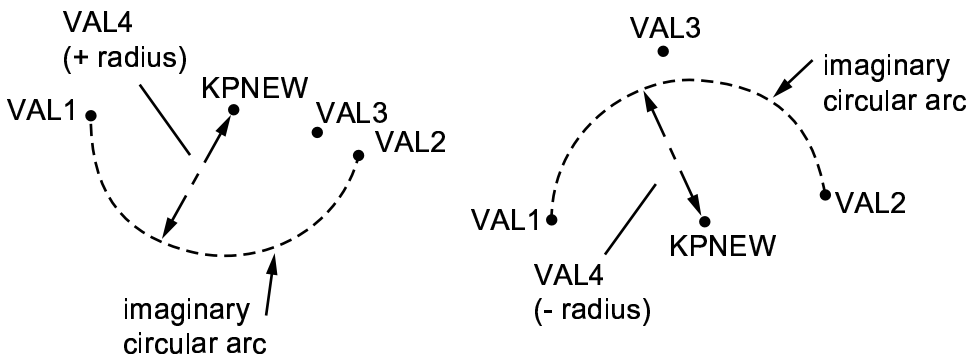 VAL4
(+ radius)
KPNEW
VAL1
VAL3
VAL2
imaginary
circular arc
VAL3
imaginary
circular arc
VAL1
VAL2
KPNEW
VAL4
(- radius)